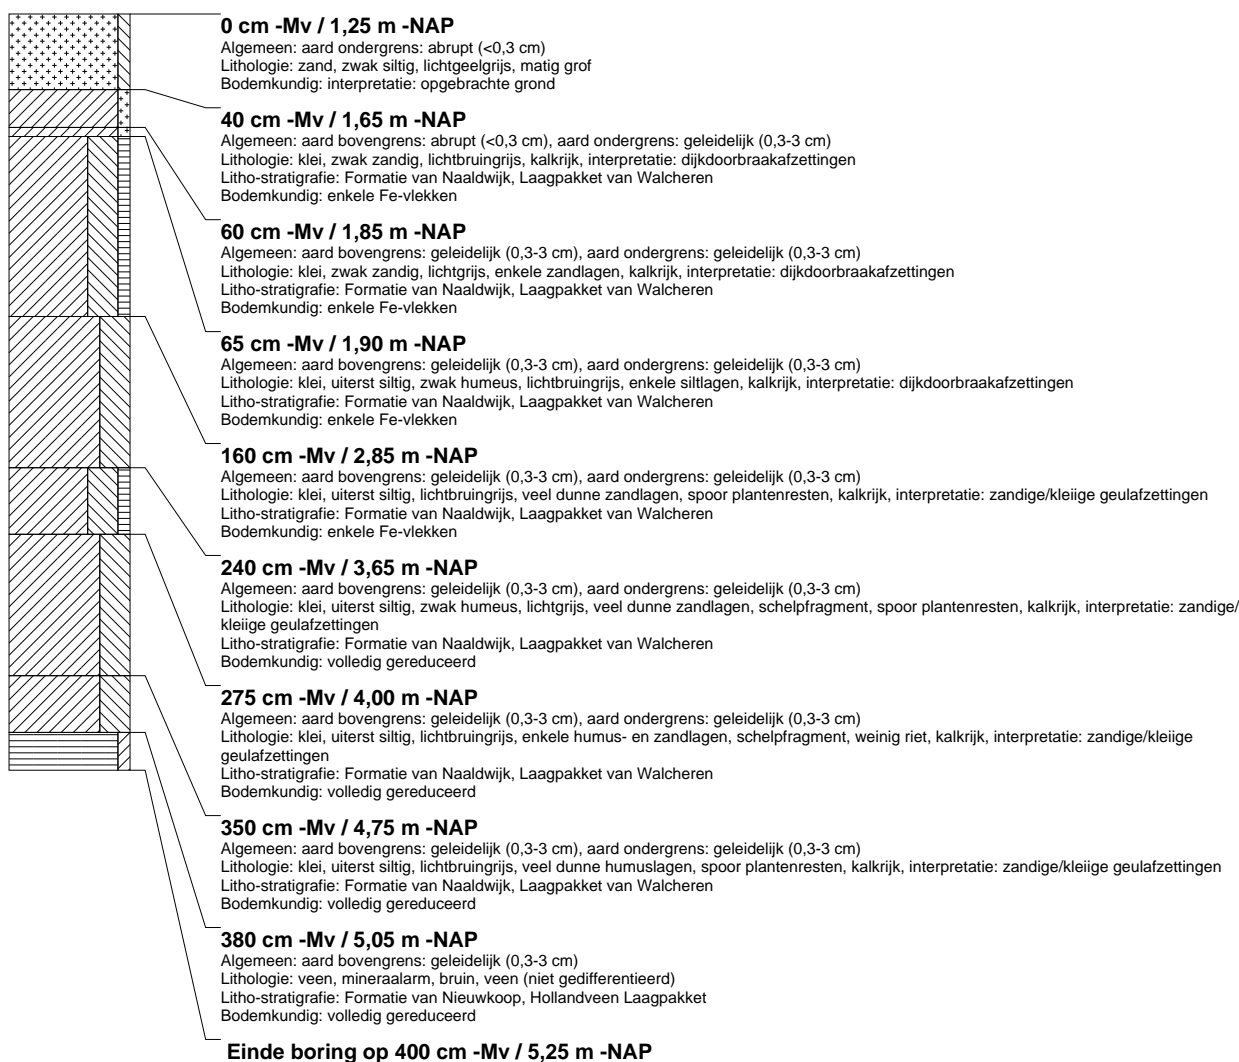 0 cm -Mv / 1,25 m -NAP
Algemeen: aard ondergrens: abrupt (<0,3 cm)
Lithologie: zand, zwak siltig, lichtgeelgrijs, matig grof
Bodemkundig: interpretatie: opgebrachte grond
40 cm -Mv / 1,65 m -NAP
Algemeen: aard bovengrens: abrupt (<0,3 cm), aard ondergrens: geleidelijk (0,3-3 cm)
Lithologie: klei, zwak zandig, lichtbruingrijs, kalkrijk, interpretatie: dijkdoorbraakafzettingen
Litho-stratigrafie: Formatie van Naaldwijk, Laagpakket van Walcheren
Bodemkundig: enkele Fe-vlekken
60 cm -Mv / 1,85 m -NAP
Algemeen: aard bovengrens: geleidelijk (0,3-3 cm), aard ondergrens: geleidelijk (0,3-3 cm)
Lithologie: klei, zwak zandig, lichtgrijs, enkele zandlagen, kalkrijk, interpretatie: dijkdoorbraakafzettingen
Litho-stratigrafie: Formatie van Naaldwijk, Laagpakket van Walcheren
Bodemkundig: enkele Fe-vlekken
65 cm -Mv / 1,90 m -NAP
Algemeen: aard bovengrens: geleidelijk (0,3-3 cm), aard ondergrens: geleidelijk (0,3-3 cm)
Lithologie: klei, uiterst siltig, zwak humeus, lichtbruingrijs, enkele siltlagen, kalkrijk, interpretatie: dijkdoorbraakafzettingen
Litho-stratigrafie: Formatie van Naaldwijk, Laagpakket van Walcheren
Bodemkundig: enkele Fe-vlekken
160 cm -Mv / 2,85 m -NAP
Algemeen: aard bovengrens: geleidelijk (0,3-3 cm), aard ondergrens: geleidelijk (0,3-3 cm)
Lithologie: klei, uiterst siltig, lichtbruingrijs, veel dunne zandlagen, spoor plantenresten, kalkrijk, interpretatie: zandige/kleiige geulafzettingen
Litho-stratigrafie: Formatie van Naaldwijk, Laagpakket van Walcheren
Bodemkundig: enkele Fe-vlekken
240 cm -Mv / 3,65 m -NAP
Algemeen: aard bovengrens: geleidelijk (0,3-3 cm), aard ondergrens: geleidelijk (0,3-3 cm)
Lithologie: klei, uiterst siltig, zwak humeus, lichtgrijs, veel dunne zandlagen, schelpfragment, spoor plantenresten, kalkrijk, interpretatie: zandige/
kleiige geulafzettingen
Litho-stratigrafie: Formatie van Naaldwijk, Laagpakket van Walcheren
Bodemkundig: volledig gereduceerd
275 cm -Mv / 4,00 m -NAP
Algemeen: aard bovengrens: geleidelijk (0,3-3 cm), aard ondergrens: geleidelijk (0,3-3 cm)
Lithologie: klei, uiterst siltig, lichtbruingrijs, enkele humus- en zandlagen, schelpfragment, weinig riet, kalkrijk, interpretatie: zandige/kleiige
geulafzettingen
Litho-stratigrafie: Formatie van Naaldwijk, Laagpakket van Walcheren
Bodemkundig: volledig gereduceerd
350 cm -Mv / 4,75 m -NAP
Algemeen: aard bovengrens: geleidelijk (0,3-3 cm), aard ondergrens: geleidelijk (0,3-3 cm)
Lithologie: klei, uiterst siltig, lichtbruingrijs, veel dunne humuslagen, spoor plantenresten, kalkrijk, interpretatie: zandige/kleiige geulafzettingen
Litho-stratigrafie: Formatie van Naaldwijk, Laagpakket van Walcheren
Bodemkundig: volledig gereduceerd
380 cm -Mv / 5,05 m -NAP
Algemeen: aard bovengrens: geleidelijk (0,3-3 cm)
Lithologie: veen, mineraalarm, bruin, veen (niet gedifferentieerd)
Litho-stratigrafie: Formatie van Nieuwkoop, Hollandveen Laagpakket
Bodemkundig: volledig gereduceerd
Einde boring op 400 cm -Mv / 5,25 m -NAP